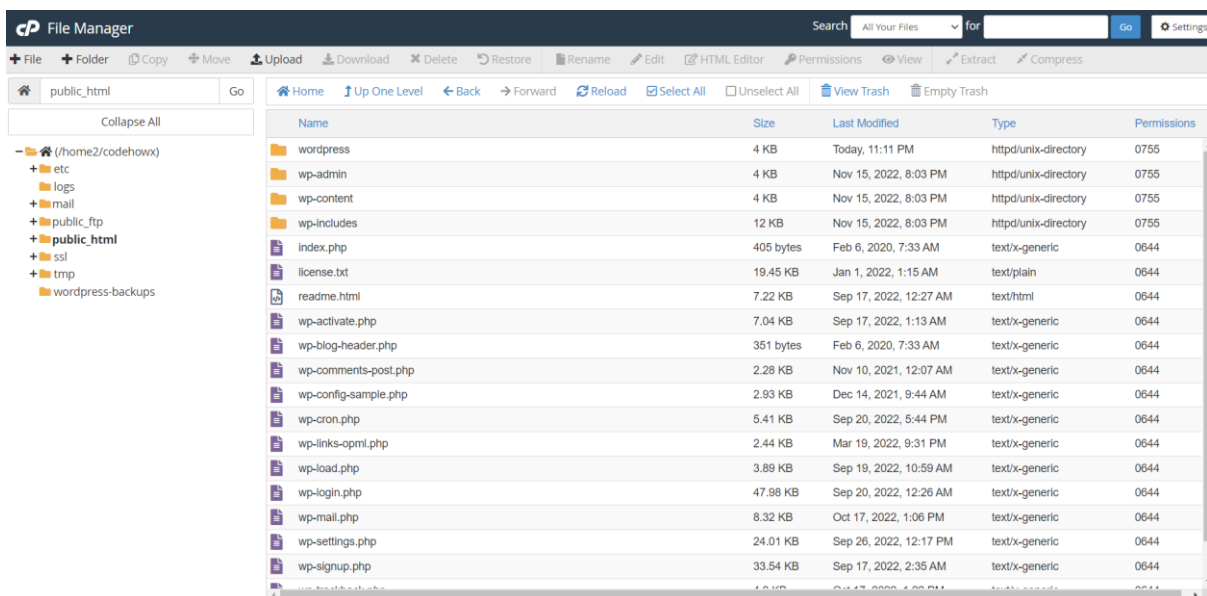 cP File Manager Search All Your Files for Go Settings
File Folder Copy Move Upload Download Delete Restore Rename Edit HTML Editor Permissions View Extract Compress
public_html Go Home Up One Level Back Forward Reload Select All Unselect All View Trash Empty Trash
Collapse All
Name Size Last Modified Type Permissions
(/home2/codehowx)
etc
logs
mail
public_ftp
public_html
ssl
tmp
wordpress-backups
wordpress 4 KB Today, 11:11 PM httpd/unix-directory 0755
wp-admin 4 KB Nov 15, 2022, 8:03 PM httpd/unix-directory 0755
wp-content 4 KB Nov 15, 2022, 8:03 PM httpd/unix-directory 0755
wp-includes 12 KB Nov 15, 2022, 8:03 PM httpd/unix-directory 0755
index.php 405 bytes Feb 6, 2020, 7:33 AM text/x-generic 0644
license.txt 19.45 KB Jan 1, 2022, 1:15 AM text/plain 0644
readme.html 7.22 KB Sep 17, 2022, 12:27 AM text/html 0644
wp-activate.php 7.04 KB Sep 17, 2022, 1:13 AM text/x-generic 0644
wp-blog-header.php 351 bytes Feb 6, 2020, 7:33 AM text/x-generic 0644
wp-comments-post.php 2.28 KB Nov 10, 2021, 12:07 AM text/x-generic 0644
wp-config-sample.php 2.93 KB Dec 14, 2021, 9:44 AM text/x-generic 0644
wp-cron.php 5.41 KB Sep 20, 2022, 5:44 PM text/x-generic 0644
wp-links-opml.php 2.44 KB Mar 19, 2022, 9:31 PM text/x-generic 0644
wp-load.php 3.89 KB Sep 19, 2022, 10:59 AM text/x-generic 0644
wp-login.php 47.98 KB Sep 20, 2022, 12:26 AM text/x-generic 0644
wp-mail.php 8.32 KB Oct 17, 2022, 1:06 PM text/x-generic 0644
wp-settings.php 24.01 KB Sep 26, 2022, 12:17 PM text/x-generic 0644
wp-signup.php 33.54 KB Sep 17, 2022, 2:35 AM text/x-generic 0644